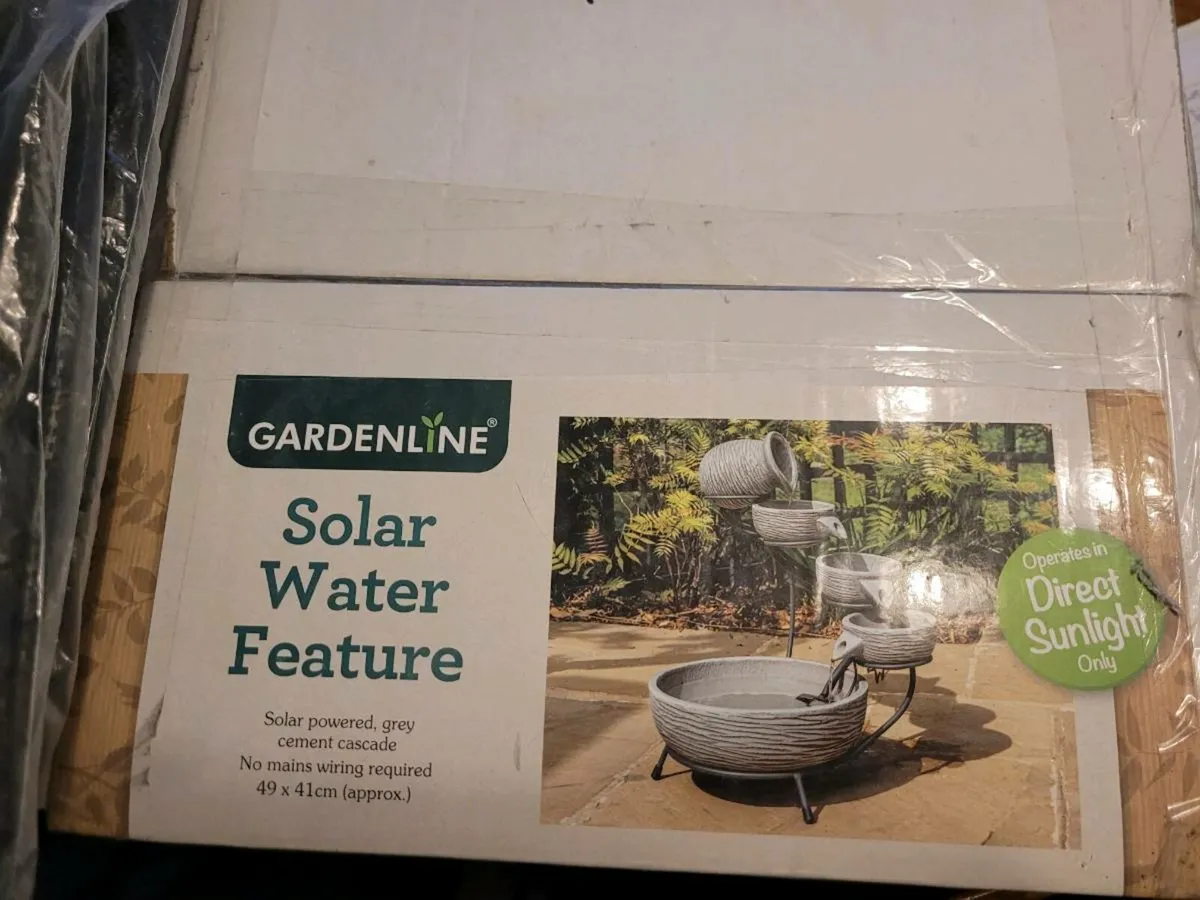 GARDENLINE®
Solar
Water
Feature
Solar powered, grey
cement cascade
No mains wiring required
49 x 41cm (approx.)
Operates in
Direct
Sunlight
Only